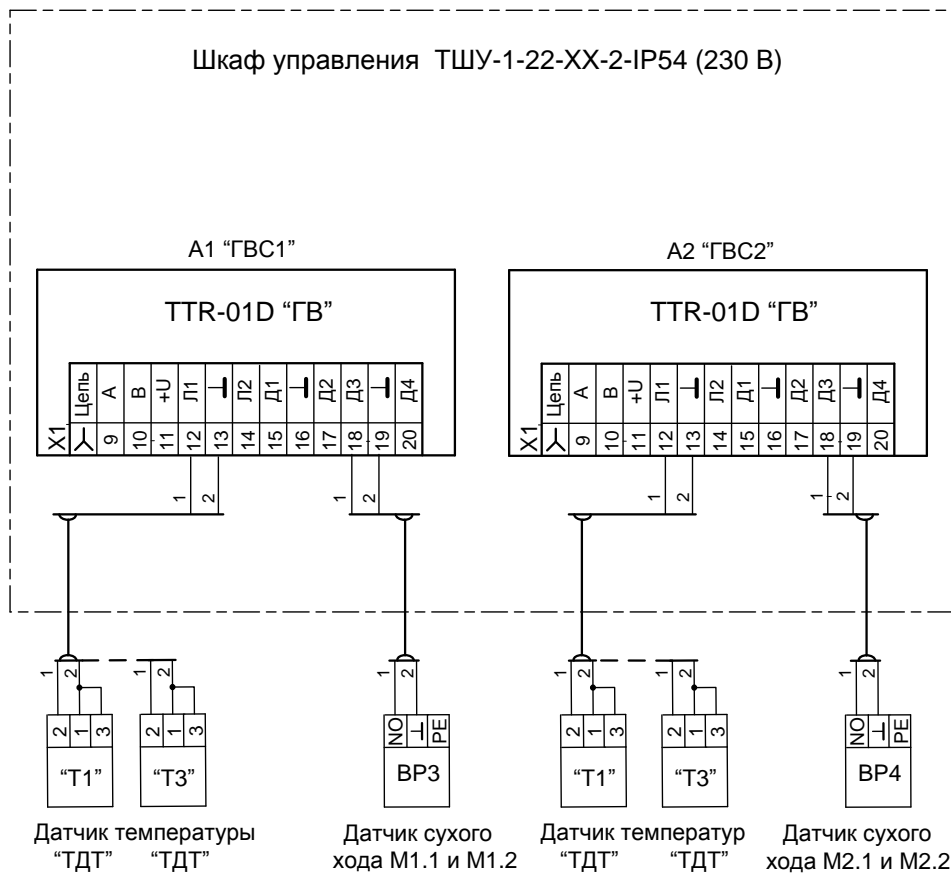 Шкаф управления ТШУ-1-22-ХХ-2-IP54 (230 В)
А1 “ГВС1”
А2 “ГВС2”
TTR-01D “ГВ”
TTR-01D “ГВ”
X1 Цепь А В +U Л1 ⊥ Л2 Д1 ⊥ Д2 Д3 ⊥ Д4
9 10 11 12 13 14 15 16 17 18 19 20
X1 Цепь А В +U Л1 ⊥ Л2 Д1 ⊥ Д2 Д3 ⊥ Д4
9 10 11 12 13 14 15 16 17 18 19 20
1 2 1 2 1 2 1 2
1 2 1 2 1 2 1 2 1 2 1 2
2 1 3 2 1 3 NO ⊥ PE 2 1 3 2 1 3 NO ⊥ PE
“Т1” “Т3” ВР3 “Т1” “Т3” ВР4
Датчик температуры Датчик сухого Датчик температур Датчик сухого
“ТДТ” “ТДТ” хода М1.1 и М1.2 “ТДТ” “ТДТ” хода М2.1 и М2.2